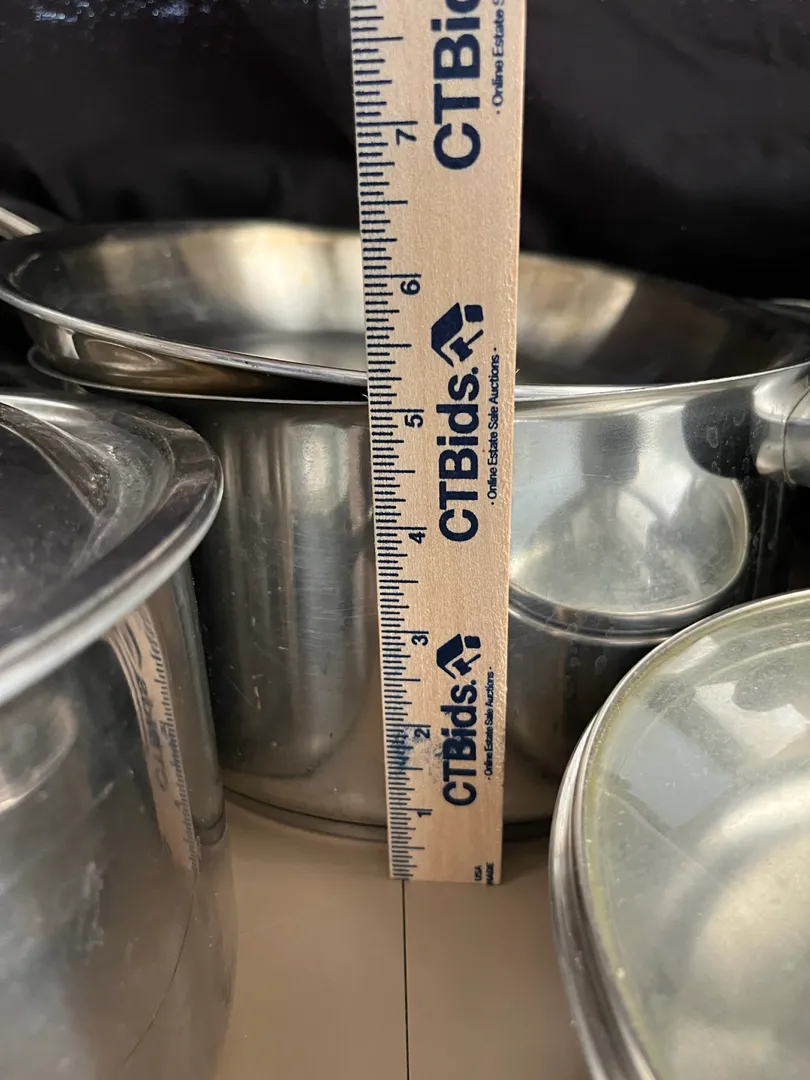 CTBid
· Online Estate S
7
6
CTBids.
· Online Estate Sale Auctions ·
5
4
3
CTBids.
· Online Estate Sale Auctions ·
2
1
USA
MADE